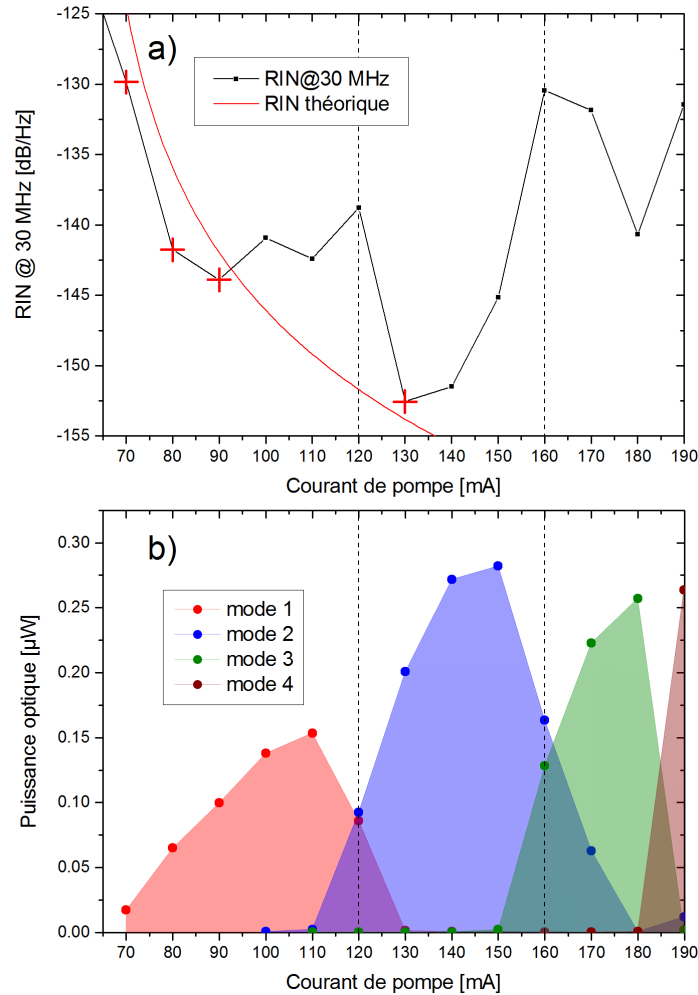 a)
RIN@30 MHz
RIN théorique
RIN @ 30 MHz [dB/Hz]
-125
-130
-135
-140
-145
-150
-155
70 80 90 100 110 120 130 140 150 160 170 180 190
Courant de pompe [mA]
b)
mode 1
mode 2
mode 3
mode 4
Puissance optique [µW]
0.30
0.25
0.20
0.15
0.10
0.05
0.00
70 80 90 100 110 120 130 140 150 160 170 180 190
Courant de pompe [mA]